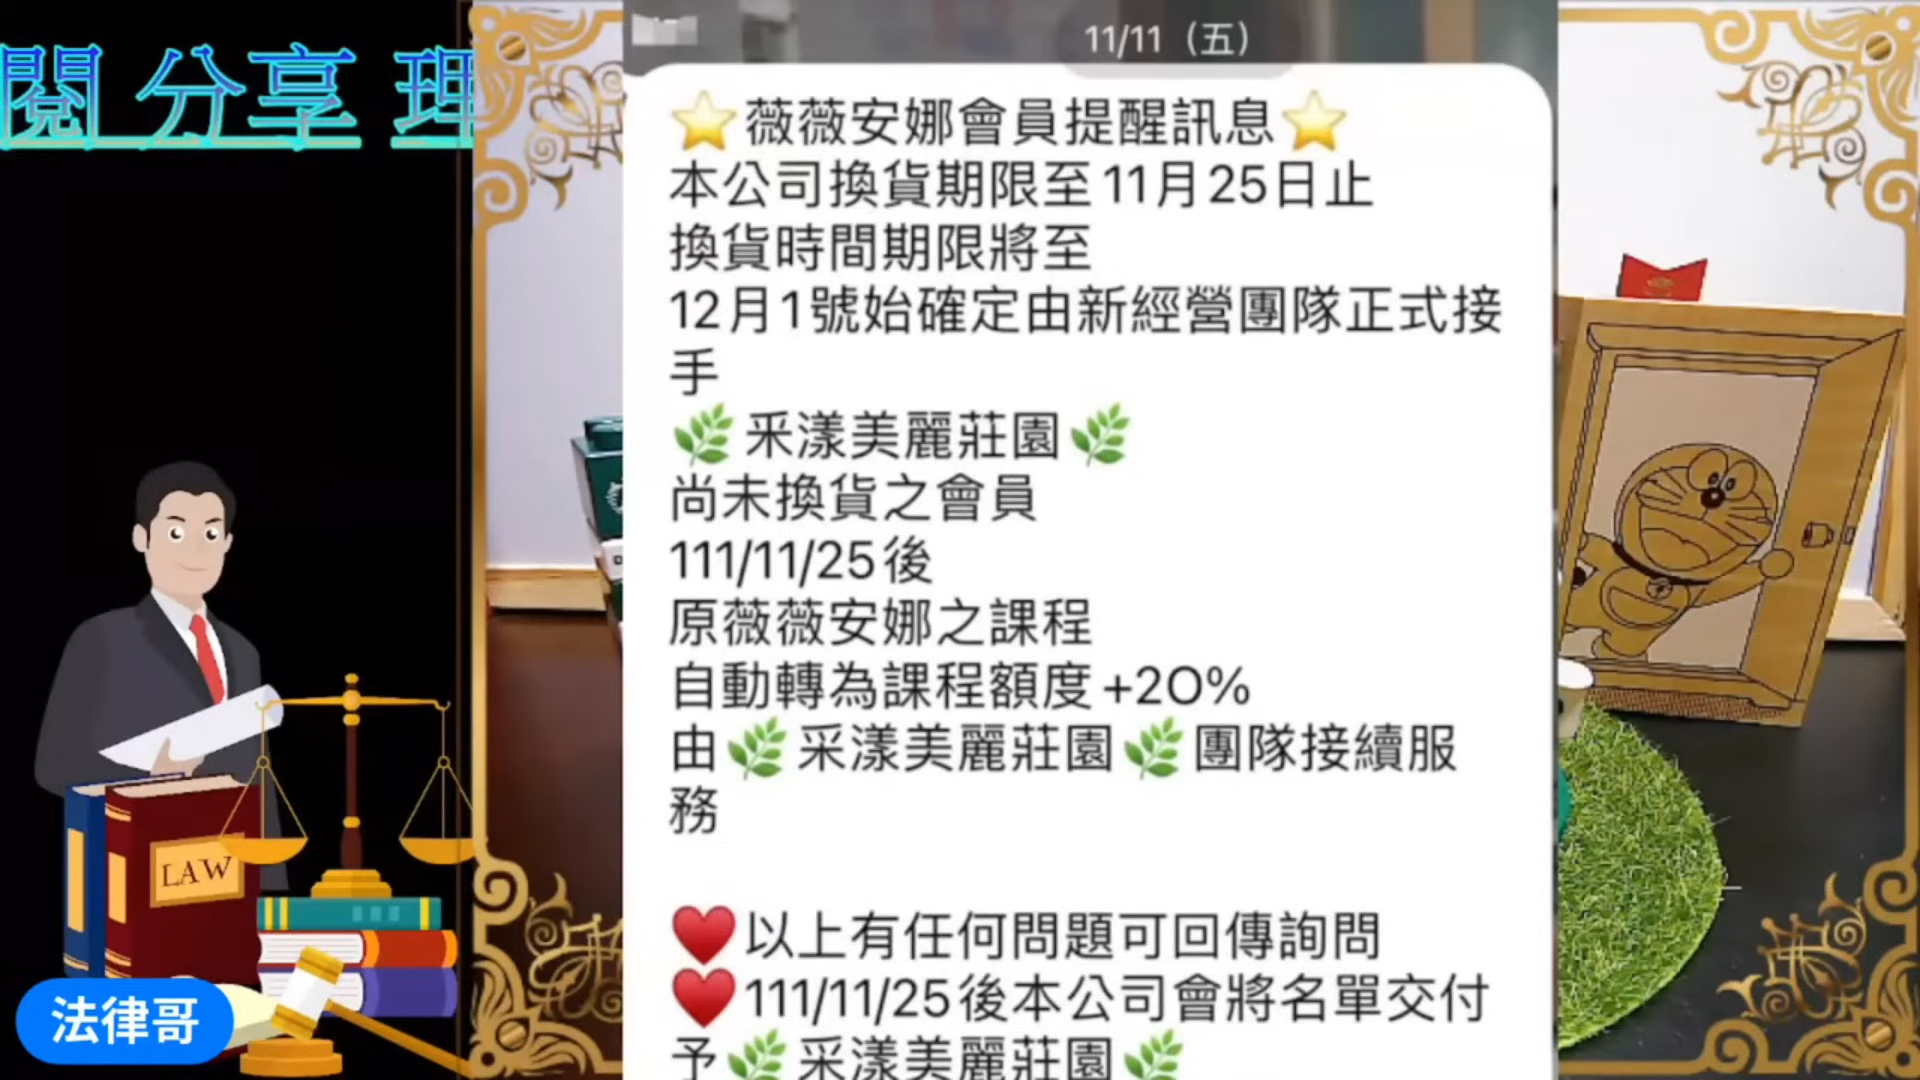 閱 分享 理
11/11（五）
⭐薇薇安娜會員提醒訊息⭐
本公司換貨期限至11月25日止
換貨時間期限將至
12月1號始確定由新經營團隊正式接
手
🌿釆漾美麗莊園🌿
尚未換貨之會員
111/11/25後
原薇薇安娜之課程
自動轉為課程額度+20%
由🌿采漾美麗莊園🌿團隊接續服
務
❤️以上有任何問題可回傳詢問
❤️111/11/25後本公司會將名單交付
予🌿采漾美麗莊園🌿
LAW
法律哥